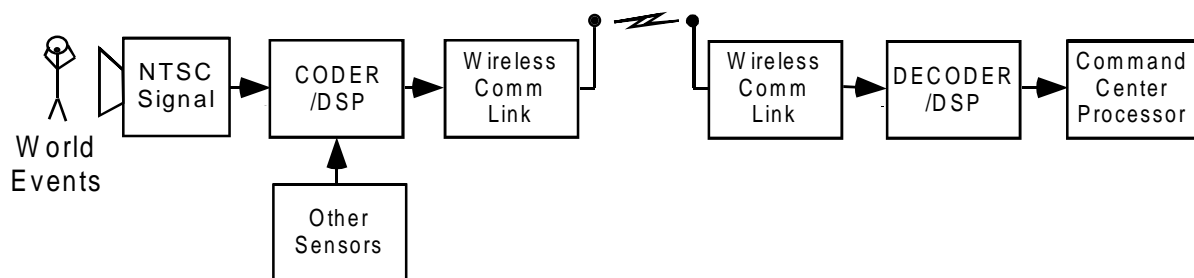 World
Events
NTSC
Signal
CODER
/DSP
Other
Sensors
Wireless
Comm
Link
Wireless
Comm
Link
DECODER
/DSP
Command
Center
Processor